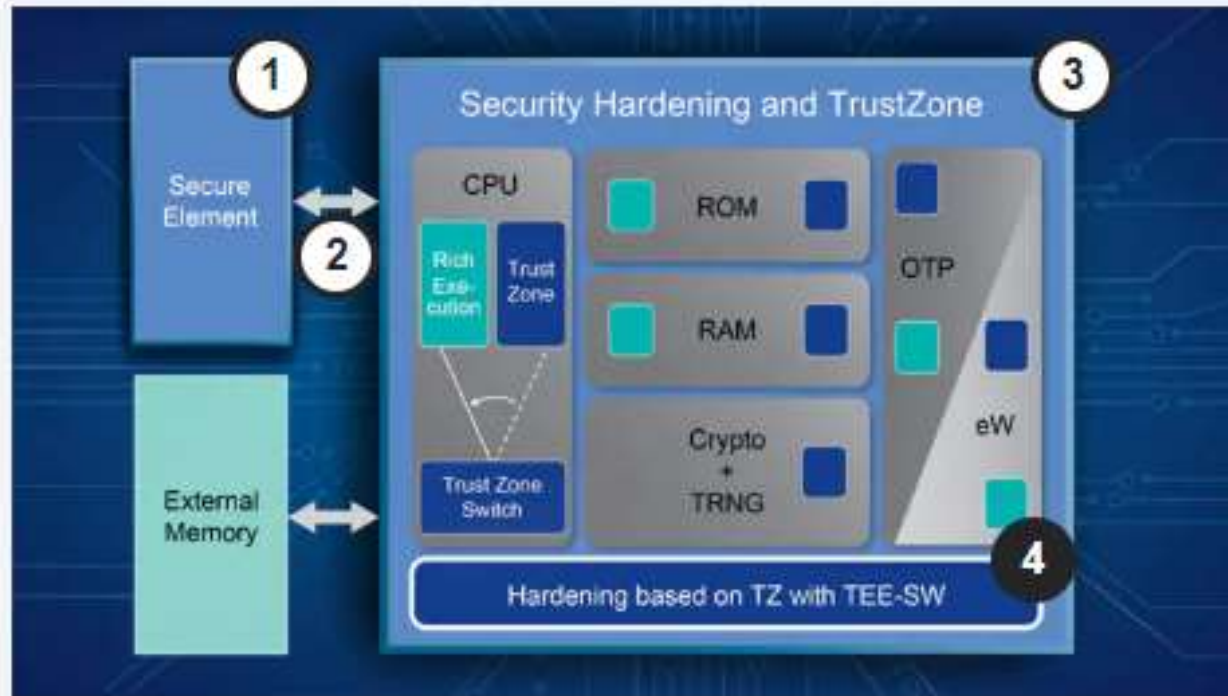 1
Secure
Element
2
External
Memory
3
Security Hardening and TrustZone
CPU
Rich
Exe-
cution
Trust
Zone
Trust Zone
Switch
ROM
RAM
Crypto
+
TRNG
OTP
eW
4
Hardening based on TZ with TEE-SW